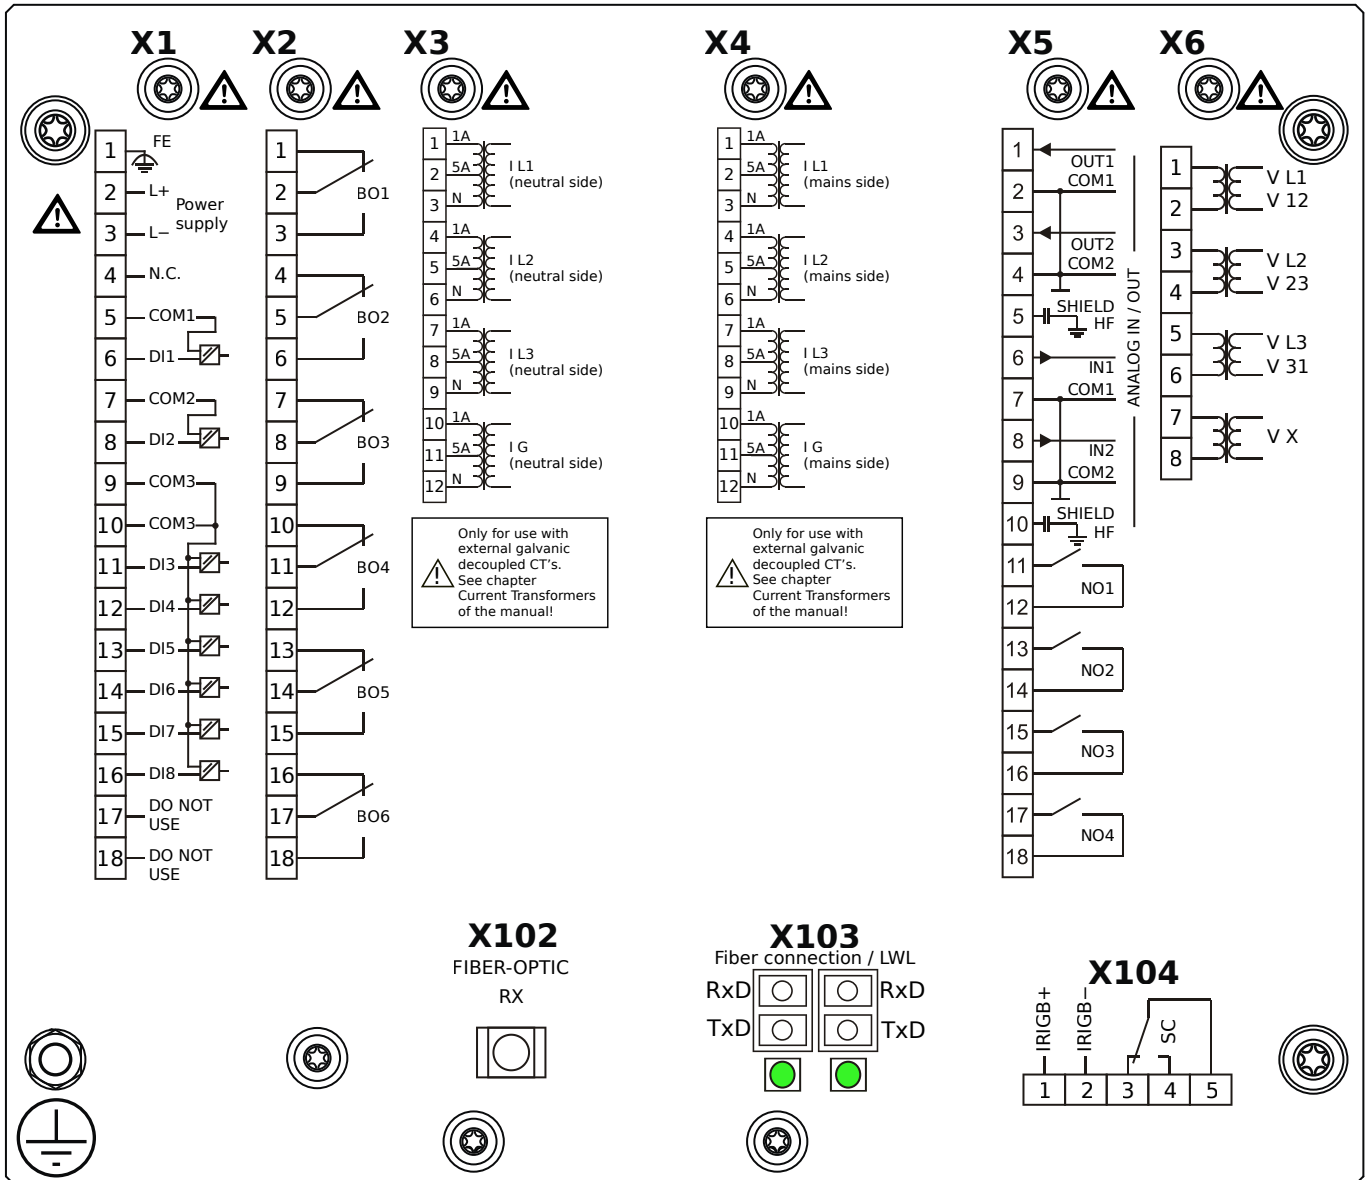 X1
X2
X3
X4
X5
X6
1 FE
2 L+
Power
supply
3 L−
4 N.C.
5 COM1
6 DI1
7 COM2
8 DI2
9 COM3
10 COM3
11 DI3
12 DI4
13 DI5
14 DI6
15 DI7
16 DI8
17 DO NOT
USE
18 DO NOT
USE
1
2 BO1
3
4
5 BO2
6
7
8 BO3
9
10
11 BO4
12
13
14 BO5
15
16
17 BO6
18
1 1A
2 5A
3 N
I L1
(neutral side)
4 1A
5 5A
6 N
I L2
(neutral side)
7 1A
8 5A
9 N
I L3
(neutral side)
10 1A
11 5A
12 N
I G
(neutral side)
Only for use with
external galvanic
decoupled CT's.
See chapter
Current Transformers
of the manual!
1 1A
2 5A
3 N
I L1
(mains side)
4 1A
5 5A
6 N
I L2
(mains side)
7 1A
8 5A
9 N
I L3
(mains side)
10 1A
11 5A
12 N
I G
(mains side)
Only for use with
external galvanic
decoupled CT's.
See chapter
Current Transformers
of the manual!
1
OUT1
2 COM1
3
OUT2
4 COM2
5 SHIELD
HF
6
IN1
7 COM1
8
IN2
9 COM2
10 SHIELD
HF
ANALOG IN / OUT
11
NO1
12
13
NO2
14
15
NO3
16
17
NO4
18
1 V L1
2 V 12
3 V L2
4 V 23
5 V L3
6 V 31
7
V X
8
X102
FIBER-OPTIC
RX
X103
Fiber connection / LWL
RxD RxD
TxD TxD
X104
IRIGB+
IRIGB−
SC
1 2 3 4 5